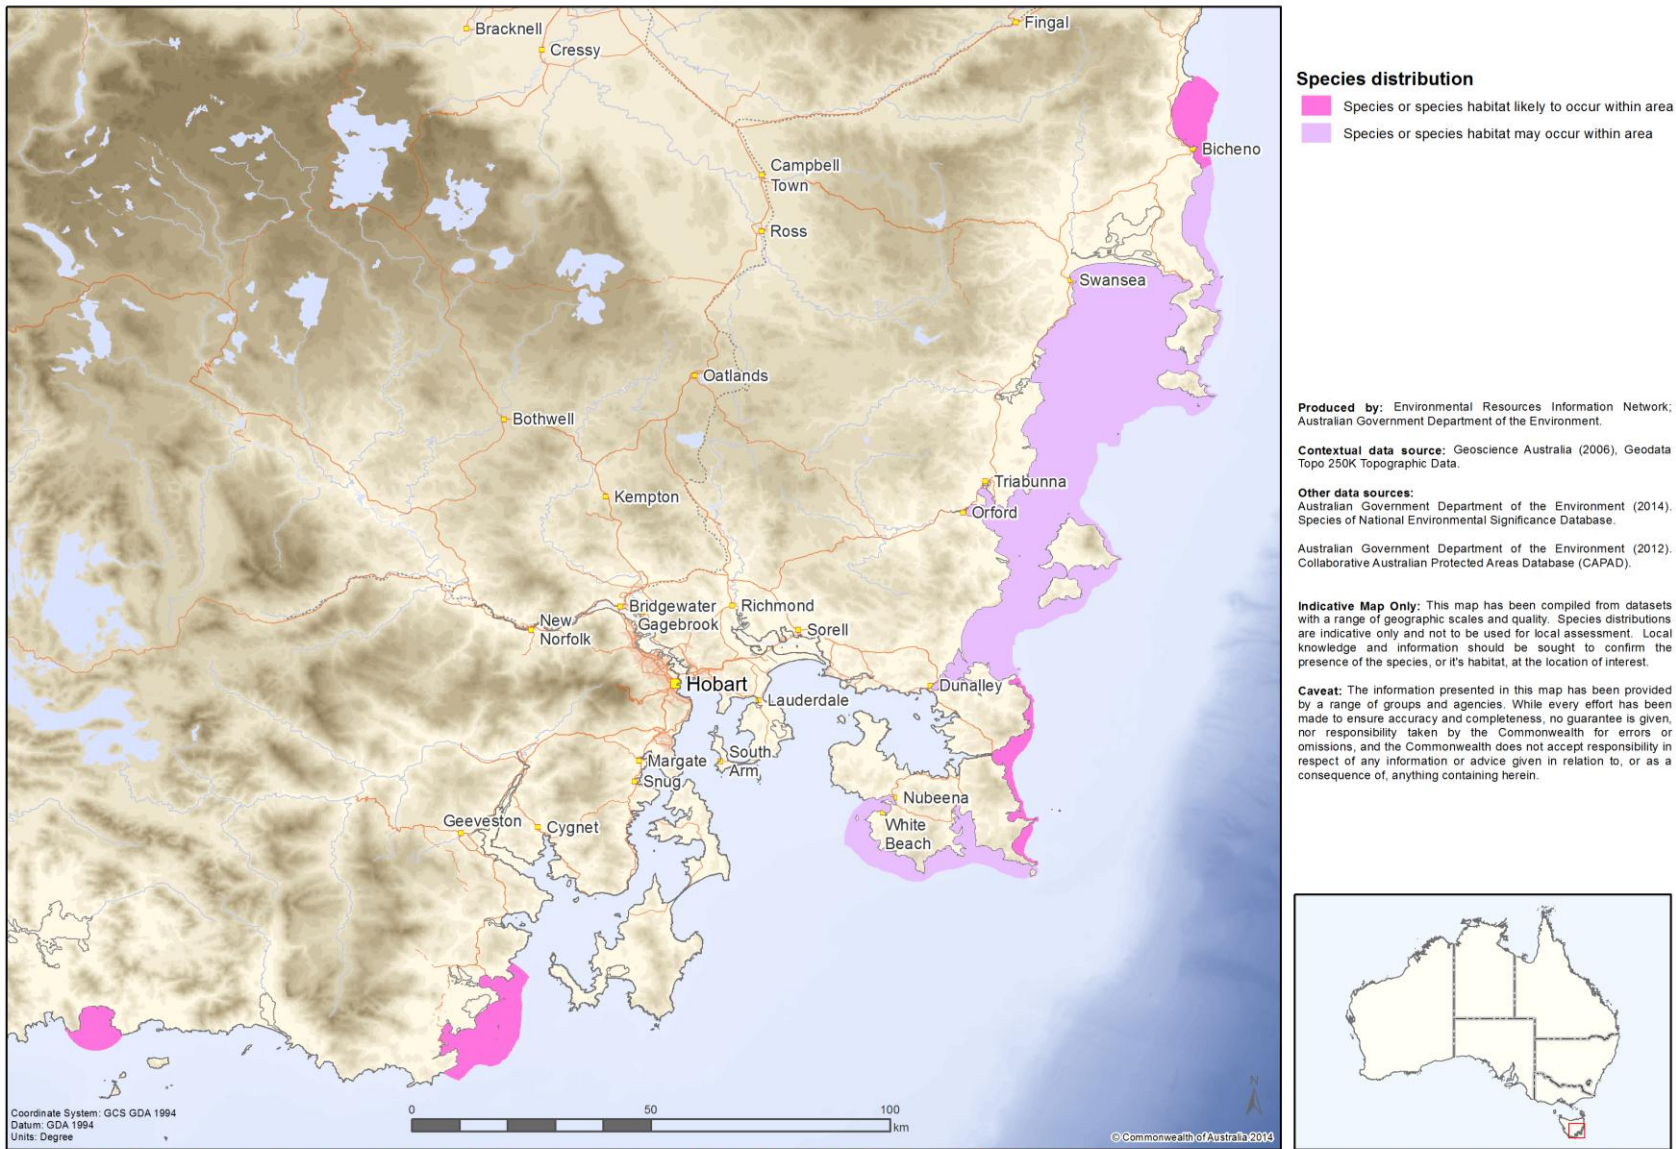 Bracknell
Cressy
Fingal
Bicheno
Campbell
Town
Ross
Swansea
Oatlands
Bothwell
Triabunna
Orford
Kempton
Bridgewater
Gagebrook
Richmond
New
Norfolk
Sorell
Hobart
Dunalley
Lauderdale
Margate
South
Arm
Snug
Nubeena
White
Beach
Geeveston
Cygnet
Coordinate System: GCS GDA 1994
Datum: GDA 1994
Units: Degree
0
50
100
km
N
© Commonwealth of Australia 2014
Species distribution
Species or species habitat likely to occur within area
Species or species habitat may occur within area
Produced by: Environmental Resources Information Network;
Australian Government Department of the Environment.
Contextual data source: Geoscience Australia (2006), Geodata
Topo 250K Topographic Data.
Other data sources:
Australian Government Department of the Environment (2014).
Species of National Environmental Significance Database.
Australian Government Department of the Environment (2012).
Collaborative Australian Protected Areas Database (CAPAD).
Indicative Map Only: This map has been compiled from datasets
with a range of geographic scales and quality. Species distributions
are indicative only and not to be used for local assessment. Local
knowledge and information should be sought to confirm the
presence of the species, or it's habitat, at the location of interest.
Caveat: The information presented in this map has been provided
by a range of groups and agencies. While every effort has been
made to ensure accuracy and completeness, no guarantee is given,
nor responsibility taken by the Commonwealth for errors or
omissions, and the Commonwealth does not accept responsibility in
respect of any information or advice given in relation to, or as a
consequence of, anything containing herein.